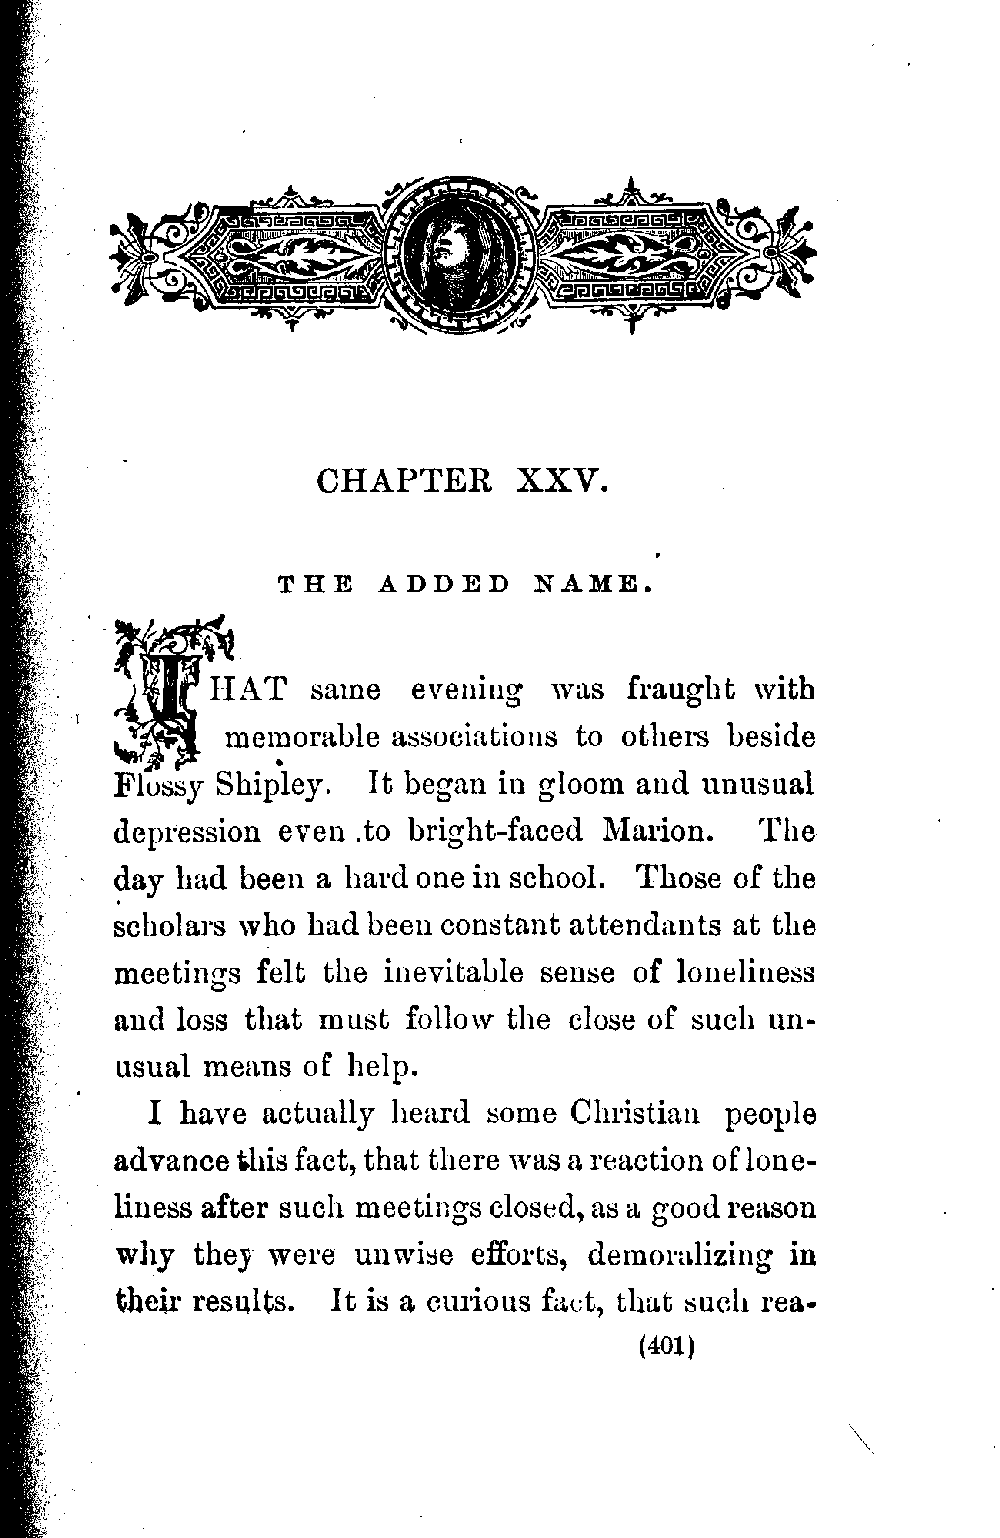 CHAPTER XXV.
THE ADDED NAME.
THAT same evening was fraught with
memorable associations to others beside
Flossy Shipley. It began in gloom and unusual
depression even to bright-faced Marion. The
day had been a hard one in school. Those of the
scholars who had been constant attendants at the
meetings felt the inevitable sense of loneliness
and loss that must follow the close of such un-
usual means of help.
I have actually heard some Christian people
advance this fact, that there was a reaction of lone-
liness after such meetings closed, as a good reason
why they were unwise efforts, demoralizing in
their results. It is a curious fact, that such rea-
(401)